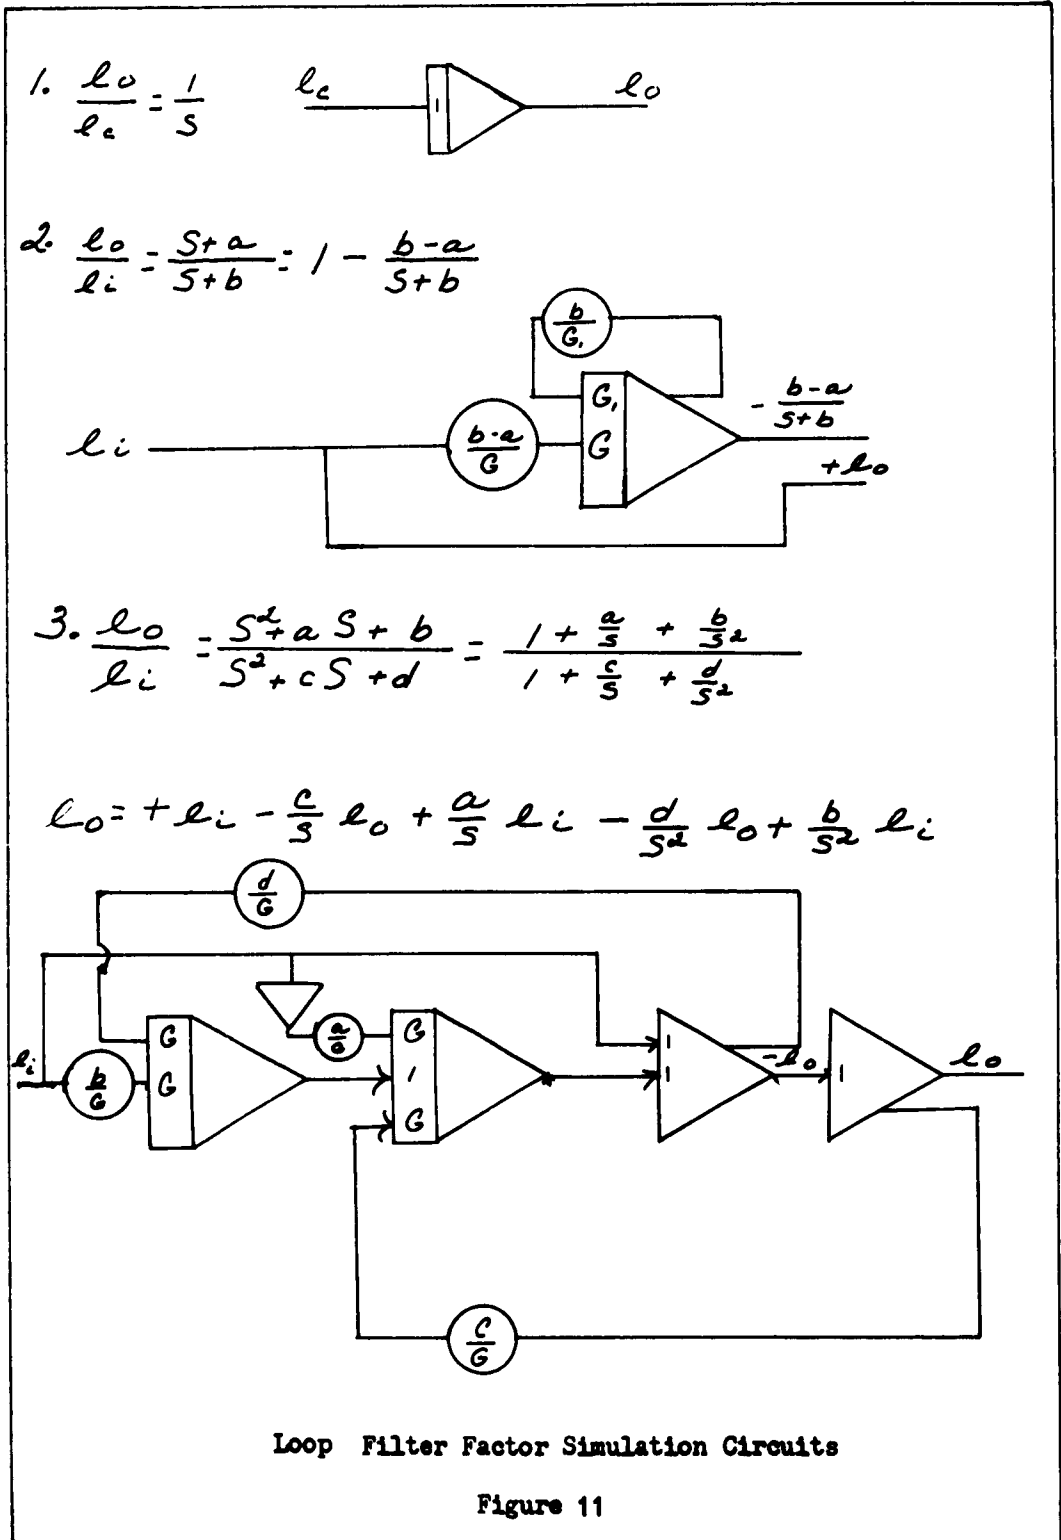 1. lo/lc = 1/S
lc
1
lo
2. lo/li = S+a/S+b = 1 - b-a/S+b
b/G1
G1
- b-a/S+b
li
b-a/G
G
+lo
3. lo/li = S²+aS+b/S²+cS+d = 1 + a/S + b/S²/1 + c/S + d/S²
lo = +li - c/S lo + a/S li - d/S² lo + b/S² li
d/G
G
G
1
-lo
lo
li
b/G
G
1
1
1
G
C/G
Loop Filter Factor Simulation Circuits
Figure 11